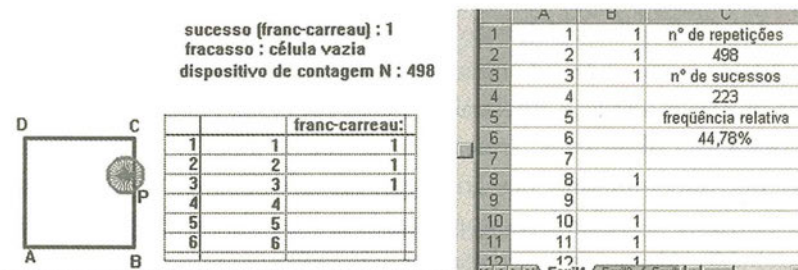 sucesso (franc-carreau) : 1
fracasso : célula vazia
dispositivo de contagem N : 498
D C
P
A B
franc-carreau:
1 1 1
2 2 1
3 3 1
4 4
5 5
6 6
A B C
1 1 1 nº de repetições
2 2 1 498
3 3 1 nº de sucessos
4 4 223
5 5 freqüência relativa
6 6 44,78%
7 7
8 8 1
9 9
10 10 1
11 11 1
12 12 1